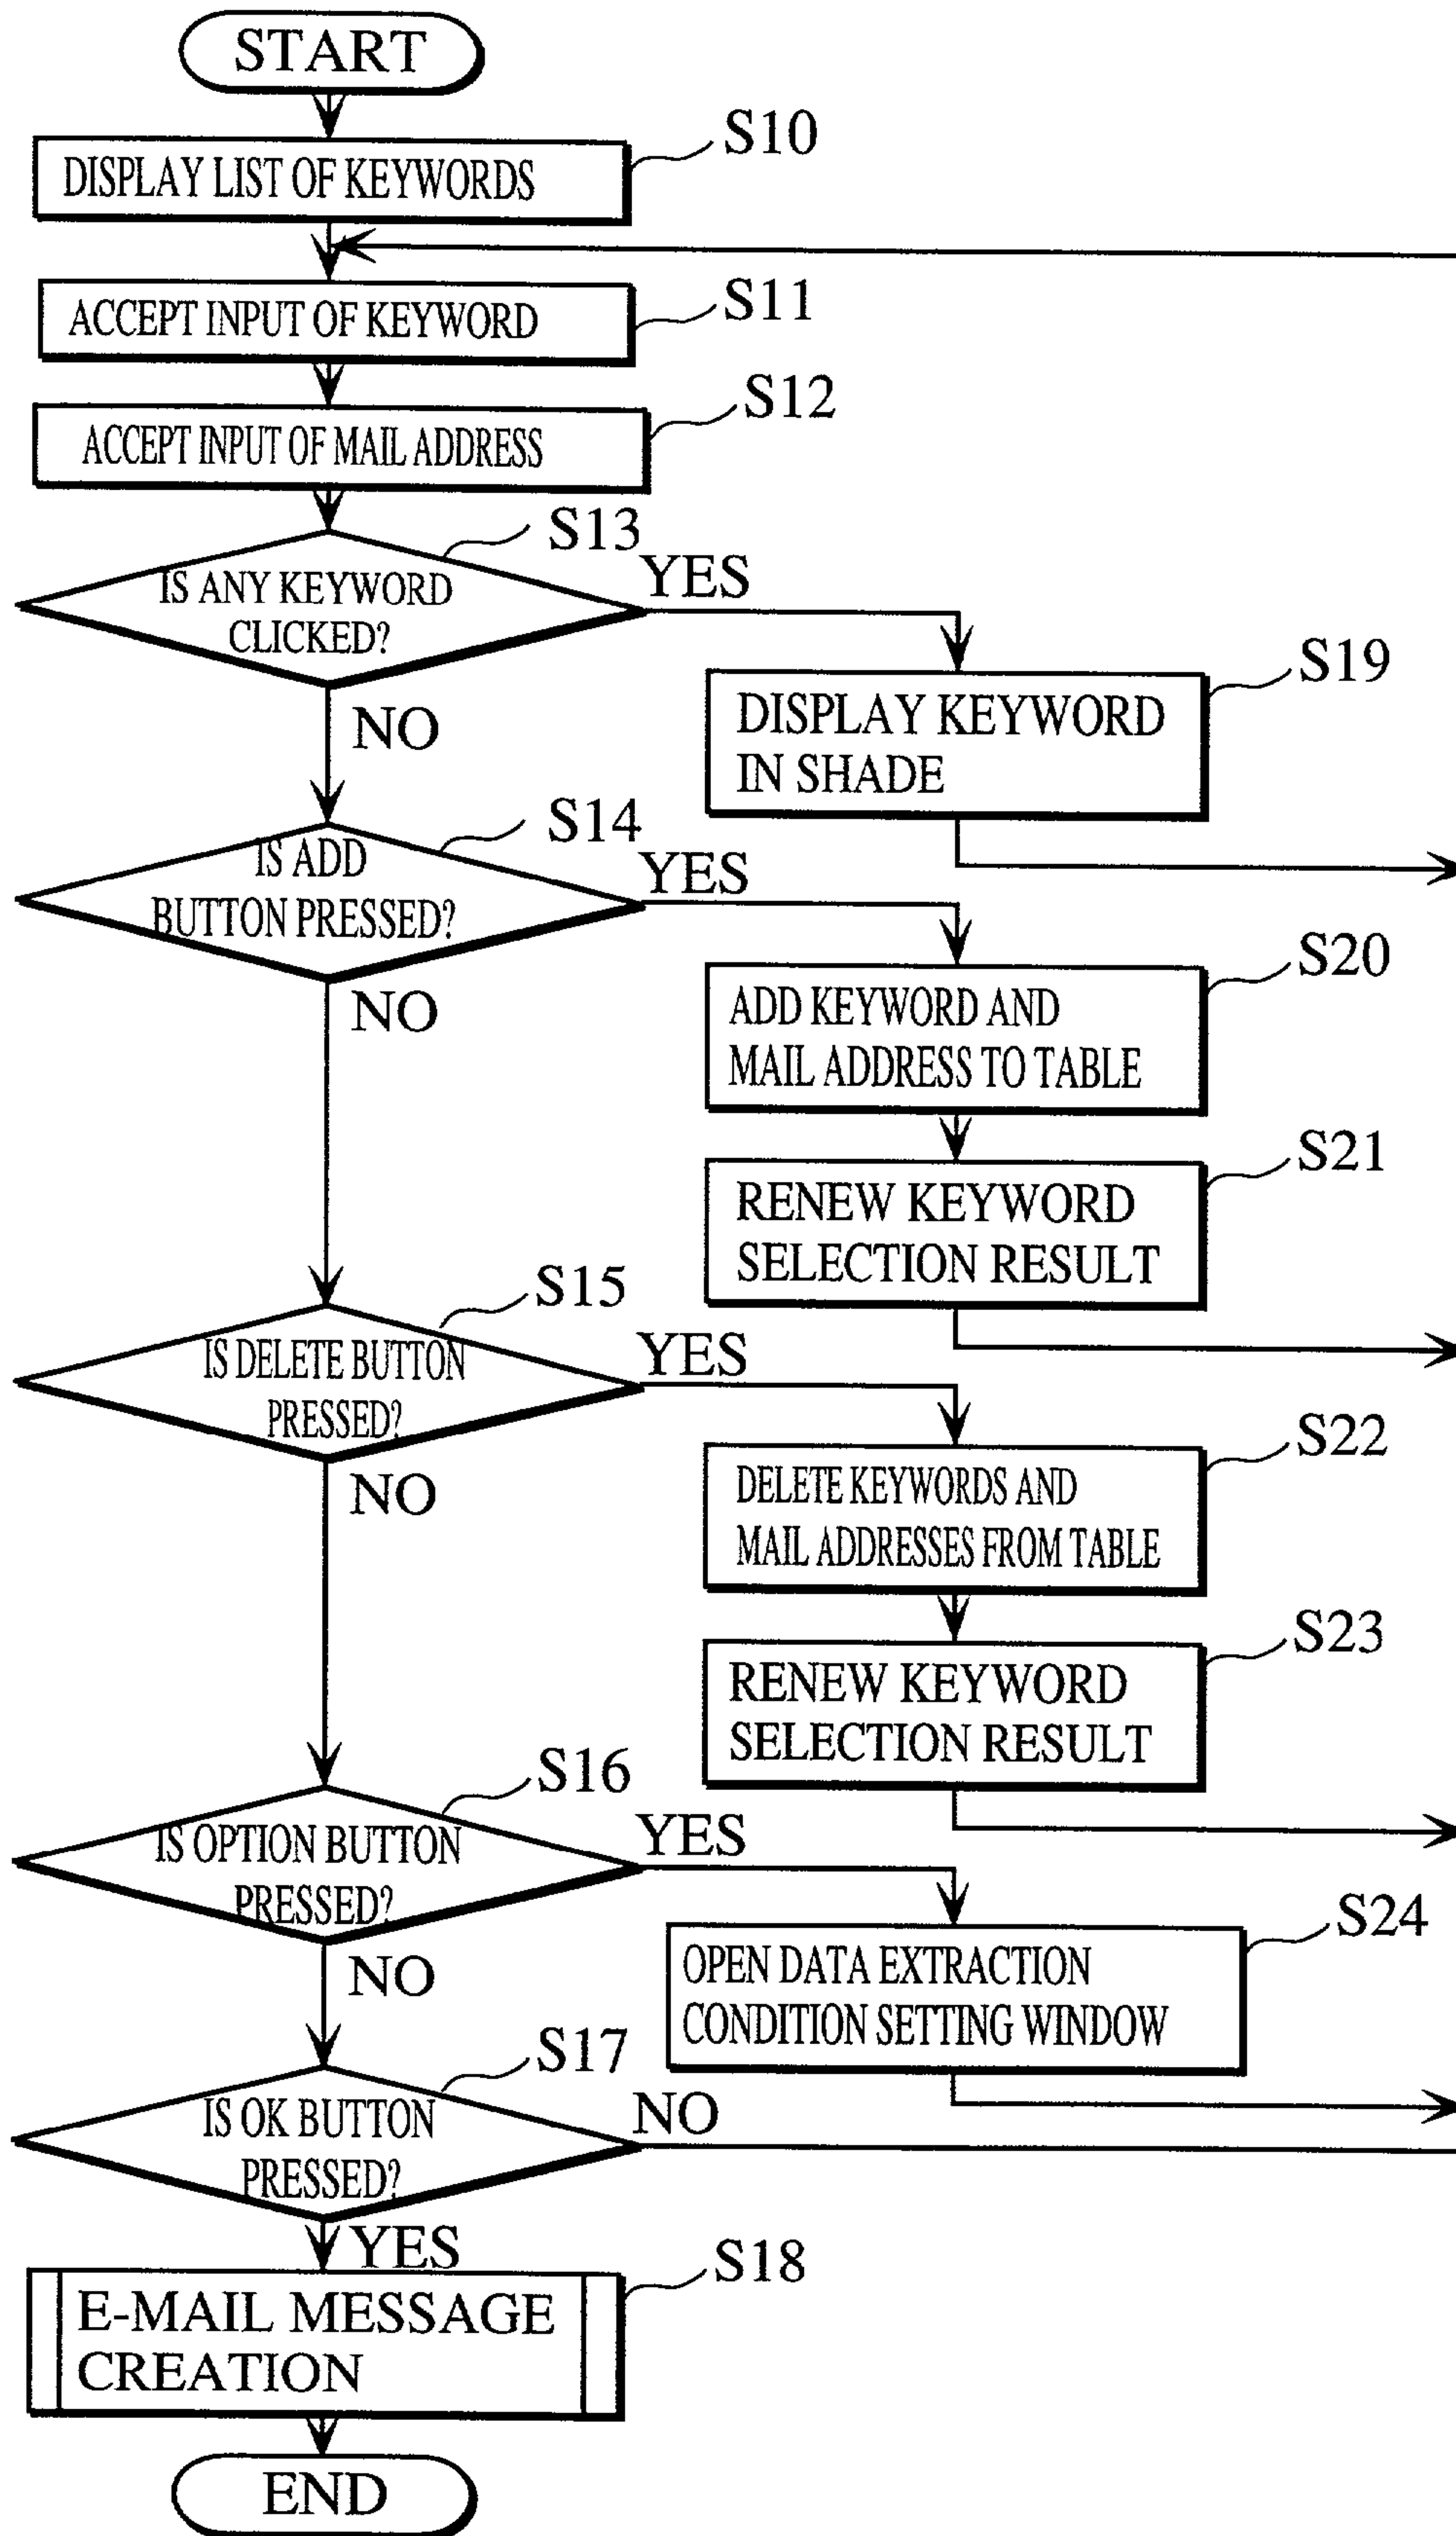 START
S10
DISPLAY LIST OF KEYWORDS
S11
ACCEPT INPUT OF KEYWORD
S12
ACCEPT INPUT OF MAIL ADDRESS
S13
IS ANY KEYWORD
CLICKED?
YES
NO
S19
DISPLAY KEYWORD
IN SHADE
S14
IS ADD
BUTTON PRESSED?
YES
NO
S20
ADD KEYWORD AND
MAIL ADDRESS TO TABLE
S21
RENEW KEYWORD
SELECTION RESULT
S15
IS DELETE BUTTON
PRESSED?
YES
NO
S22
DELETE KEYWORDS AND
MAIL ADDRESSES FROM TABLE
S23
RENEW KEYWORD
SELECTION RESULT
S16
IS OPTION BUTTON
PRESSED?
YES
NO
S24
OPEN DATA EXTRACTION
CONDITION SETTING WINDOW
S17
IS OK BUTTON
PRESSED?
NO
YES
S18
E-MAIL MESSAGE
CREATION
END